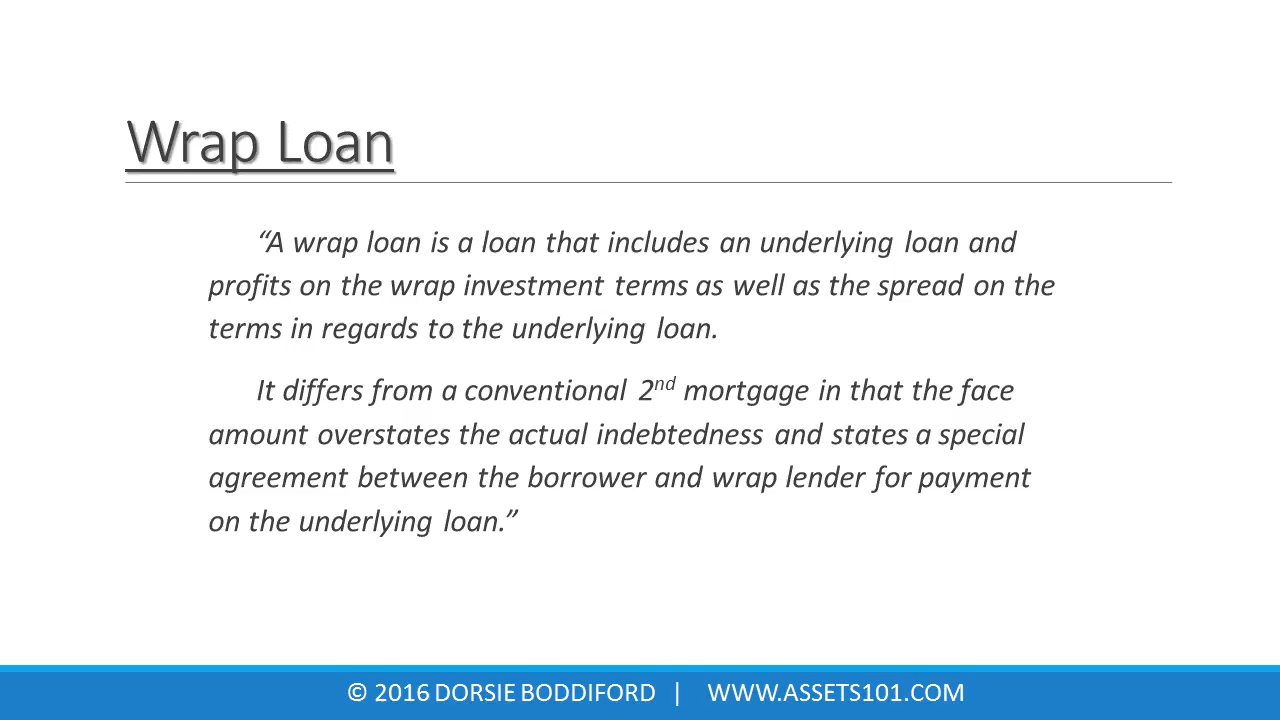 Wrap Loan
“A wrap loan is a loan that includes an underlying loan and
profits on the wrap investment terms as well as the spread on the
terms in regards to the underlying loan.
It differs from a conventional 2nd mortgage in that the face
amount overstates the actual indebtedness and states a special
agreement between the borrower and wrap lender for payment
on the underlying loan.”
© 2016 DORSIE BODDIFORD | WWW.ASSETS101.COM